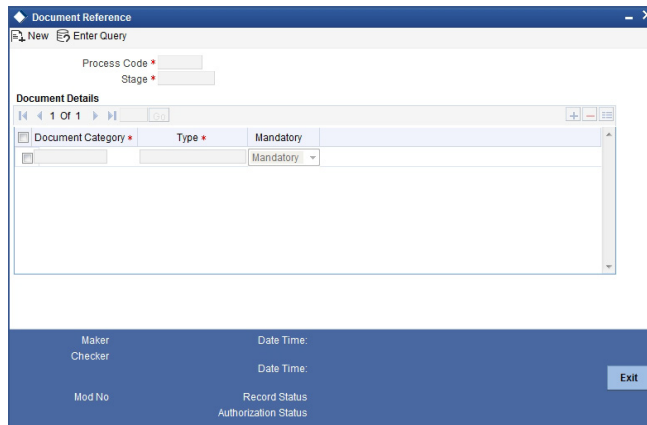 Document Reference
New Enter Query
Process Code *
Stage *
Document Details
1 Of 1 Go
Document Category * Type * Mandatory
Mandatory
Maker Date Time:
Checker
Date Time:
Exit
Mod No Record Status
Authorization Status